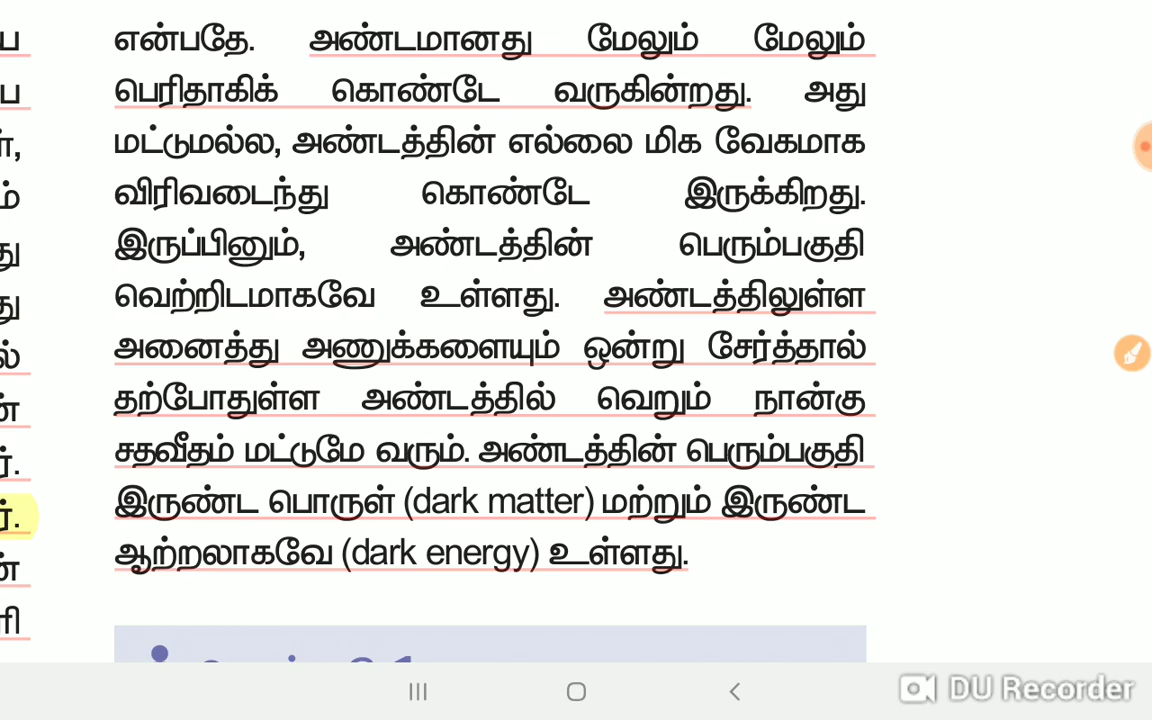 என்பதே. அண்டமானது மேலும் மேலும்
பெரிதாகிக் கொண்டே வருகின்றது. அது
மட்டுமல்ல, அண்டத்தின் எல்லை மிக வேகமாக
விரிவடைந்து கொண்டே இருக்கிறது.
இருப்பினும், அண்டத்தின் பெரும்பகுதி
வெற்றிடமாகவே உள்ளது. அண்டத்திலுள்ள
அனைத்து அணுக்களையும் ஒன்று சேர்த்தால்
தற்போதுள்ள அண்டத்தில் வெறும் நான்கு
சதவீதம் மட்டுமே வரும். அண்டத்தின் பெரும்பகுதி
இருண்ட பொருள் (dark matter) மற்றும் இருண்ட
ஆற்றலாகவே (dark energy) உள்ளது.
DU Recorder